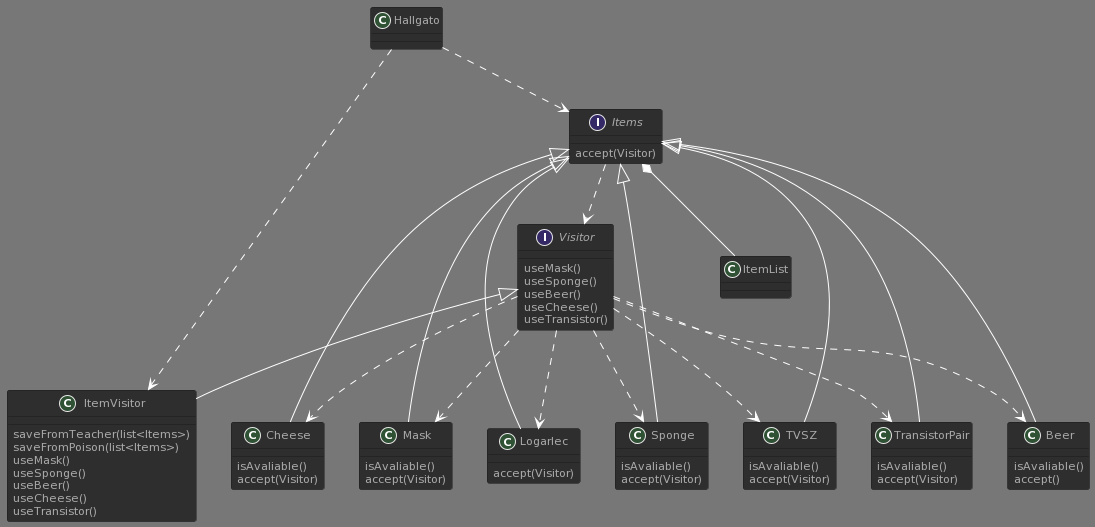 C Hallgato
I Items
accept(Visitor)
I Visitor
useMask()
useSponge()
useBeer()
useCheese()
useTransistor()
C ItemList
C ItemVisitor
saveFromTeacher(list<Items>)
saveFromPoison(list<Items>)
useMask()
useSponge()
useBeer()
useCheese()
useTransistor()
C Cheese
isAvaliable()
accept(Visitor)
C Mask
isAvaliable()
accept(Visitor)
C Logarlec
accept(Visitor)
C Sponge
isAvaliable()
accept(Visitor)
C TVSZ
isAvaliable()
accept(Visitor)
C TransistorPair
isAvaliable()
accept(Visitor)
C Beer
isAvaliable()
accept()